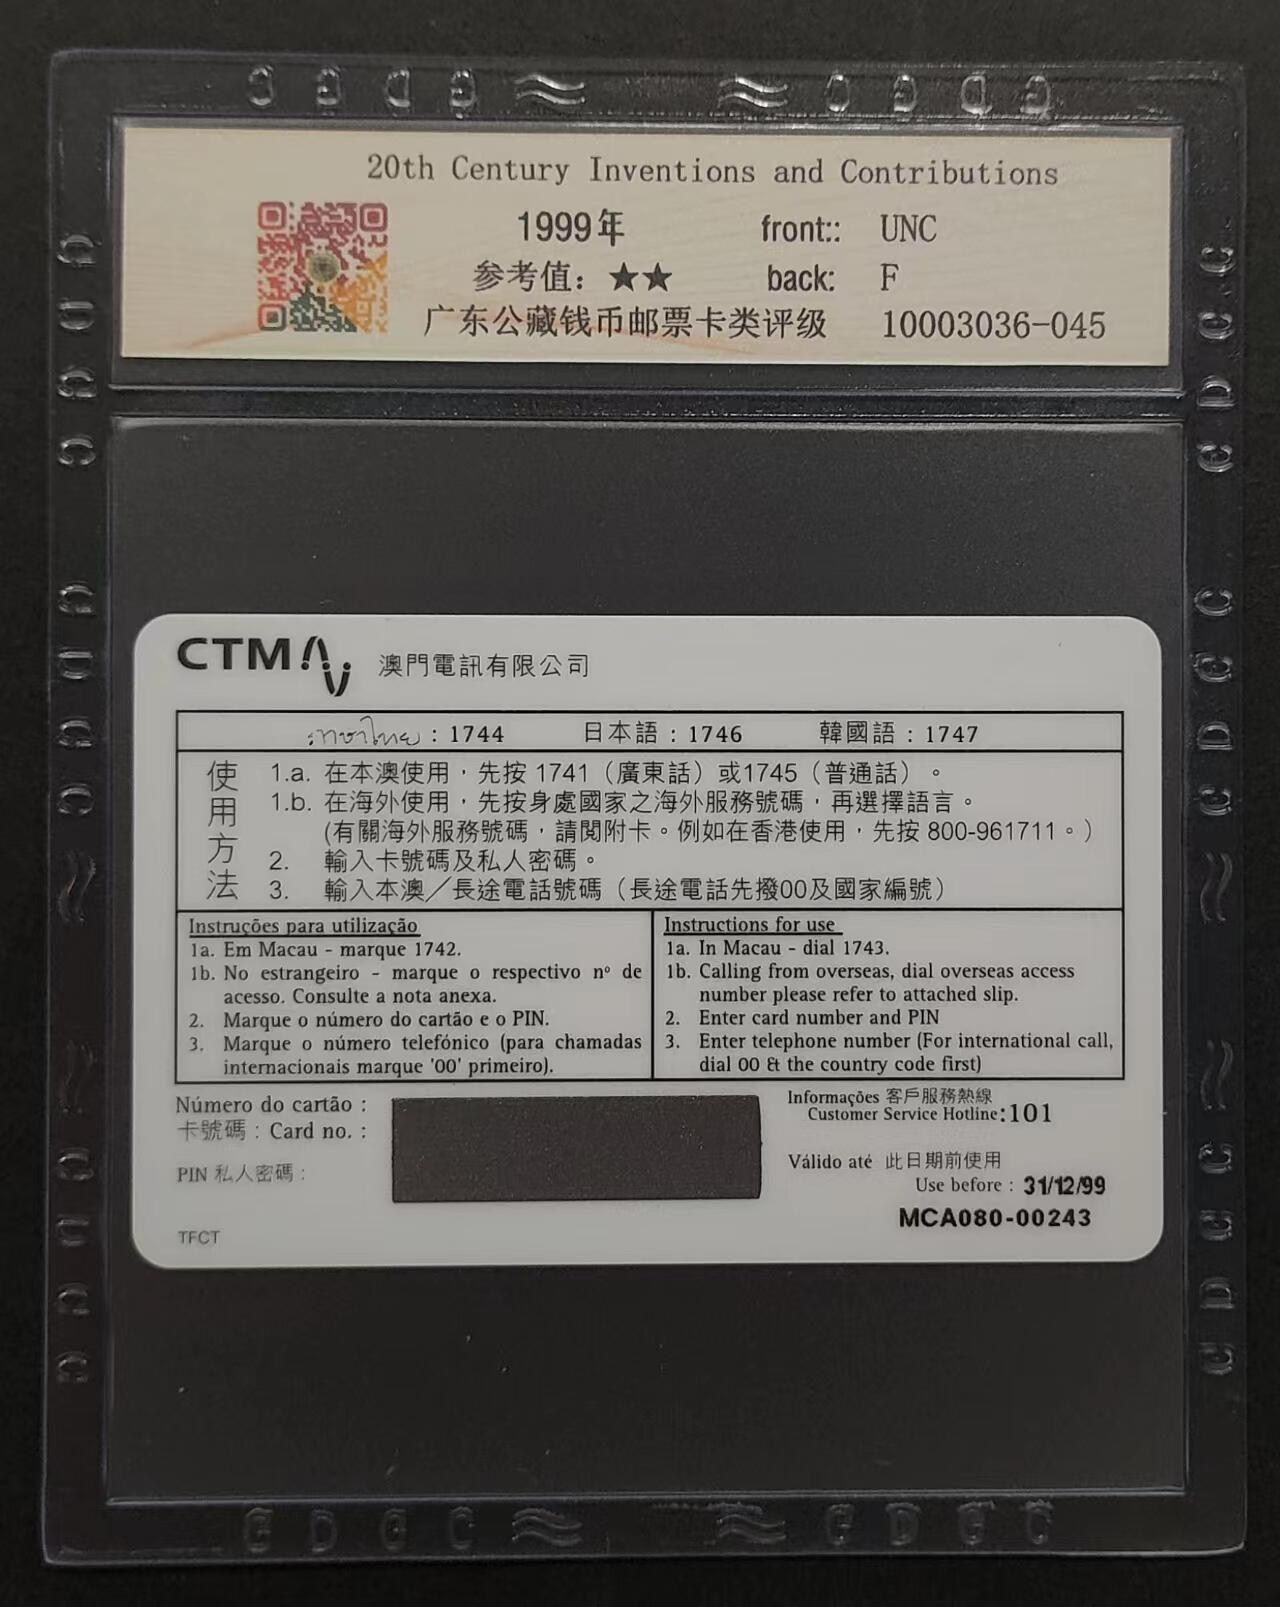 20th Century Inventions and Contributions
1999年 front:: UNC
参考值：★★ back: F
广东公藏钱币邮票卡类评级 10003036-045
CTM 澳門電訊有限公司
ภาษาไทย : 1744 日本語 : 1746 韓國語 : 1747
使用方法
1.a. 在本澳使用，先按 1741（廣東話）或1745（普通話）。
1.b. 在海外使用，先按身處國家之海外服務號碼，再選擇語言。
(有關海外服務號碼，請閱附卡。例如在香港使用，先按 800-961711。）
2. 輸入卡號碼及私人密碼。
3. 輸入本澳／長途電話號碼（長途電話先撥00及國家編號）
Instruções para utilização
1a. Em Macau - marque 1742.
1b. No estrangeiro - marque o respectivo nº de
acesso. Consulte a nota anexa.
2. Marque o número do cartão e o PIN.
3. Marque o número telefónico (para chamadas
internacionais marque '00' primeiro).
Instructions for use
1a. In Macau - dial 1743.
1b. Calling from overseas, dial overseas access
number please refer to attached slip.
2. Enter card number and PIN
3. Enter telephone number (For international call,
dial 00 & the country code first)
Número do cartão :
卡號碼 : Card no. :
PIN 私人密碼 :
TFCT
Informações 客戶服務熱線
Customer Service Hotline:101
Válido até 此日期前使用
Use before : 31/12/99
MCA080-00243